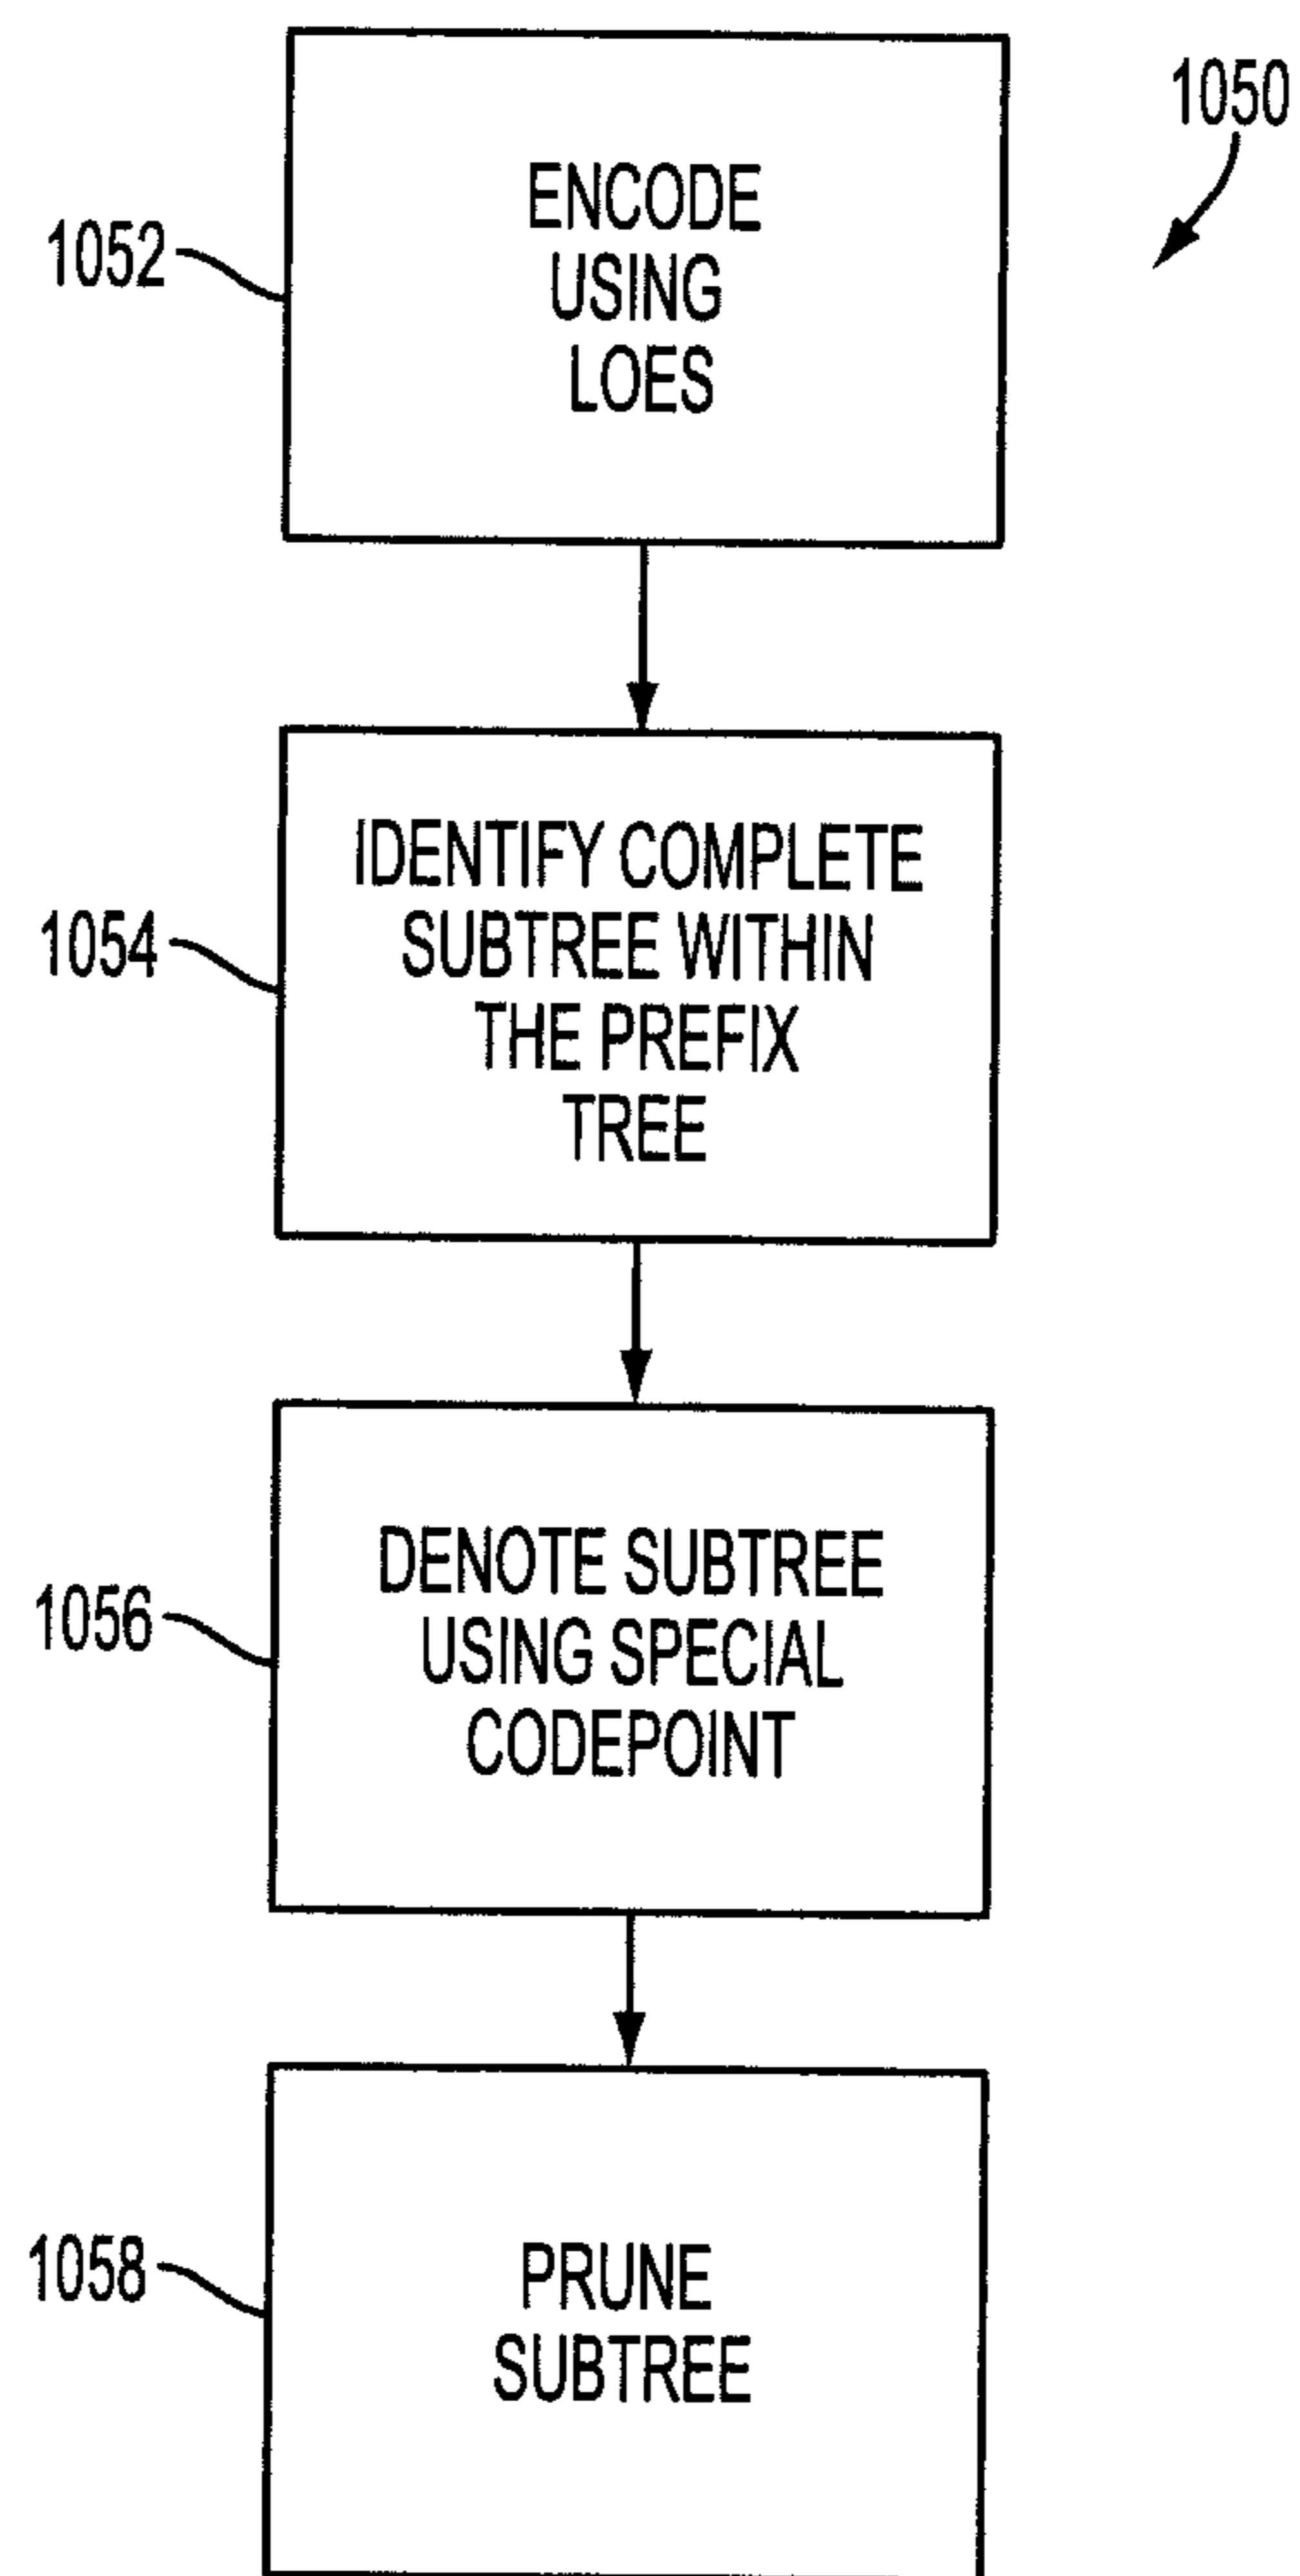 1050
1052
ENCODE
USING
LOES
1054
IDENTIFY COMPLETE
SUBTREE WITHIN
THE PREFIX
TREE
1056
DENOTE SUBTREE
USING SPECIAL
CODEPOINT
1058
PRUNE
SUBTREE